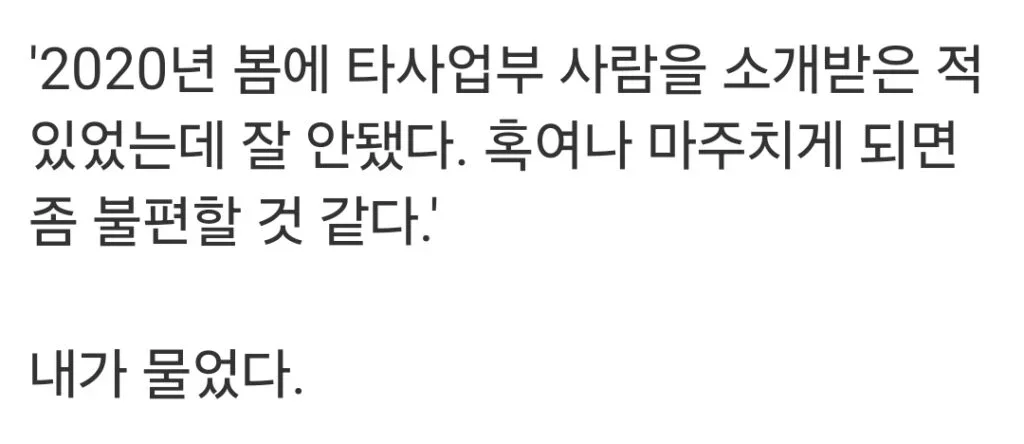 '2020년 봄에 타사업부 사람을 소개받은 적
있었는데 잘 안됐다. 혹여나 마주치게 되면
좀 불편할 것 같다.'
내가 물었다.